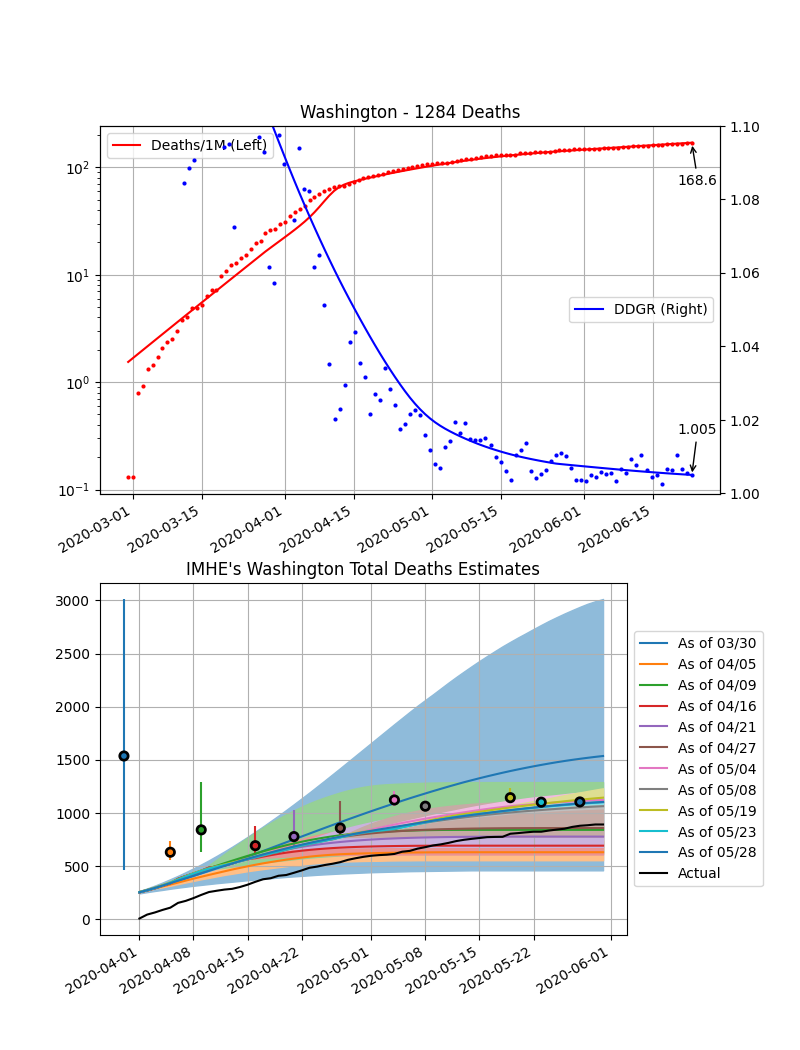 Washington - 1284 Deaths
Deaths/1M (Left)
DDGR (Right)
168.6
1.005
10²
10¹
10⁰
10⁻¹
1.10
1.08
1.06
1.04
1.02
1.00
2020-03-01
2020-03-15
2020-04-01
2020-04-15
2020-05-01
2020-05-15
2020-06-01
2020-06-15
IMHE's Washington Total Deaths Estimates
3000
2500
2000
1500
1000
500
0
2020-04-01
2020-04-08
2020-04-15
2020-04-22
2020-05-01
2020-05-08
2020-05-15
2020-05-22
2020-06-01
As of 03/30
As of 04/05
As of 04/09
As of 04/16
As of 04/21
As of 04/27
As of 05/04
As of 05/08
As of 05/19
As of 05/23
As of 05/28
Actual